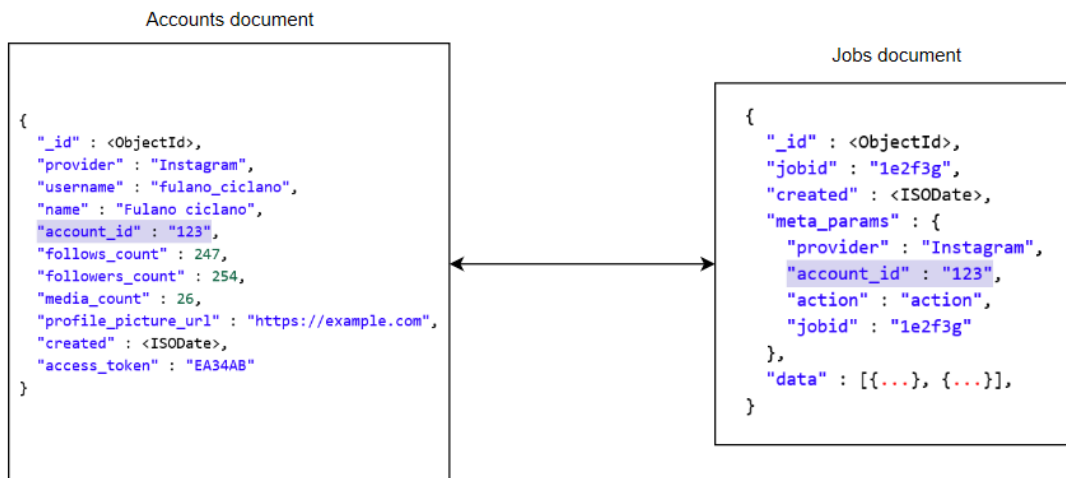 Accounts document
{
"_id" : <ObjectId>,
"provider" : "Instagram",
"username" : "fulano_ciclano",
"name" : "Fulano ciclano",
"account_id" : "123",
"follows_count" : 247,
"followers_count" : 254,
"media_count" : 26,
"profile_picture_url" : "https://example.com",
"created" : <ISODate>,
"access_token" : "EA34AB"
}
Jobs document
{
"_id" : <ObjectId>,
"jobid" : "1e2f3g",
"created" : <ISODate>,
"meta_params" : {
"provider" : "Instagram",
"account_id" : "123",
"action" : "action",
"jobid" : "1e2f3g"
},
"data" : [{...}, {...}],
}